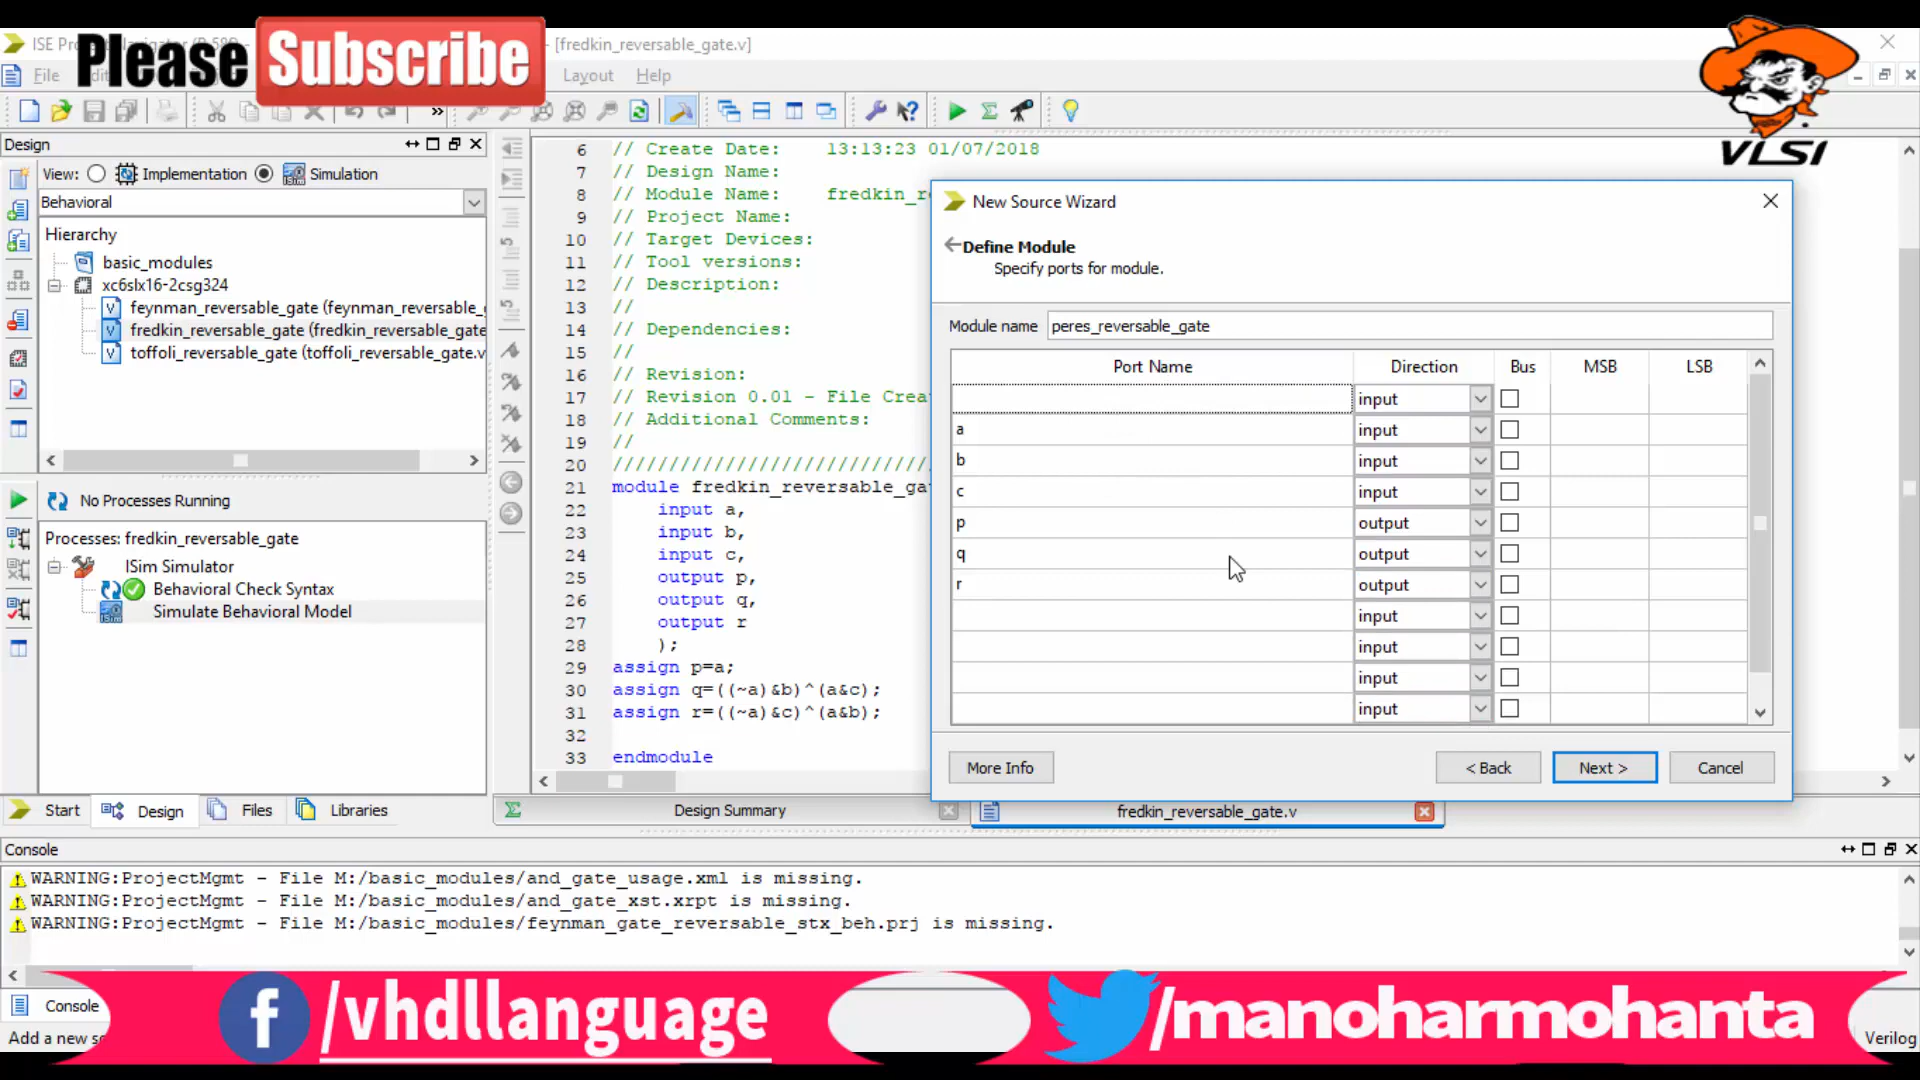 Please Subscribe
ISE Pro
[fredkin_reversable_gate.v]
File
Layout
Help
VLSI
Design
View:
Implementation
Simulation
Behavioral
Hierarchy
basic_modules
xc6slx16-2csg324
feynman_reversable_gate (feynman_reversable_
fredkin_reversable_gate (fredkin_reversable_gate
toffoli_reversable_gate (toffoli_reversable_gate.v
No Processes Running
Processes: fredkin_reversable_gate
ISim Simulator
Behavioral Check Syntax
Simulate Behavioral Model
Start
Design
Files
Libraries
6 // Create Date: 13:13:23 01/07/2018
7 // Design Name:
8 // Module Name: fredkin_r
9 // Project Name:
10 // Target Devices:
11 // Tool versions:
12 // Description:
13 //
14 // Dependencies:
15 //
16 // Revision:
17 // Revision 0.01 - File Crea
18 // Additional Comments:
19 //
20 ////////////////////////////
21 module fredkin_reversable_ga
22 input a,
23 input b,
24 input c,
25 output p,
26 output q,
27 output r
28 );
29 assign p=a;
30 assign q=((~a)&b)^(a&c);
31 assign r=((~a)&c)^(a&b);
32
33 endmodule
Design Summary
fredkin_reversable_gate.v
New Source Wizard
Define Module
Specify ports for module.
Module name peres_reversable_gate
Port Name Direction Bus MSB LSB
input
a input
b input
c input
p output
q output
r output
input
input
input
input
More Info
< Back
Next >
Cancel
Console
WARNING:ProjectMgmt - File M:/basic_modules/and_gate_usage.xml is missing.
WARNING:ProjectMgmt - File M:/basic_modules/and_gate_xst.xrpt is missing.
WARNING:ProjectMgmt - File M:/basic_modules/feynman_gate_reversable_stx_beh.prj is missing.
Console
Add a new so
Verilog
f/vhdllanguage
/manoharmohanta